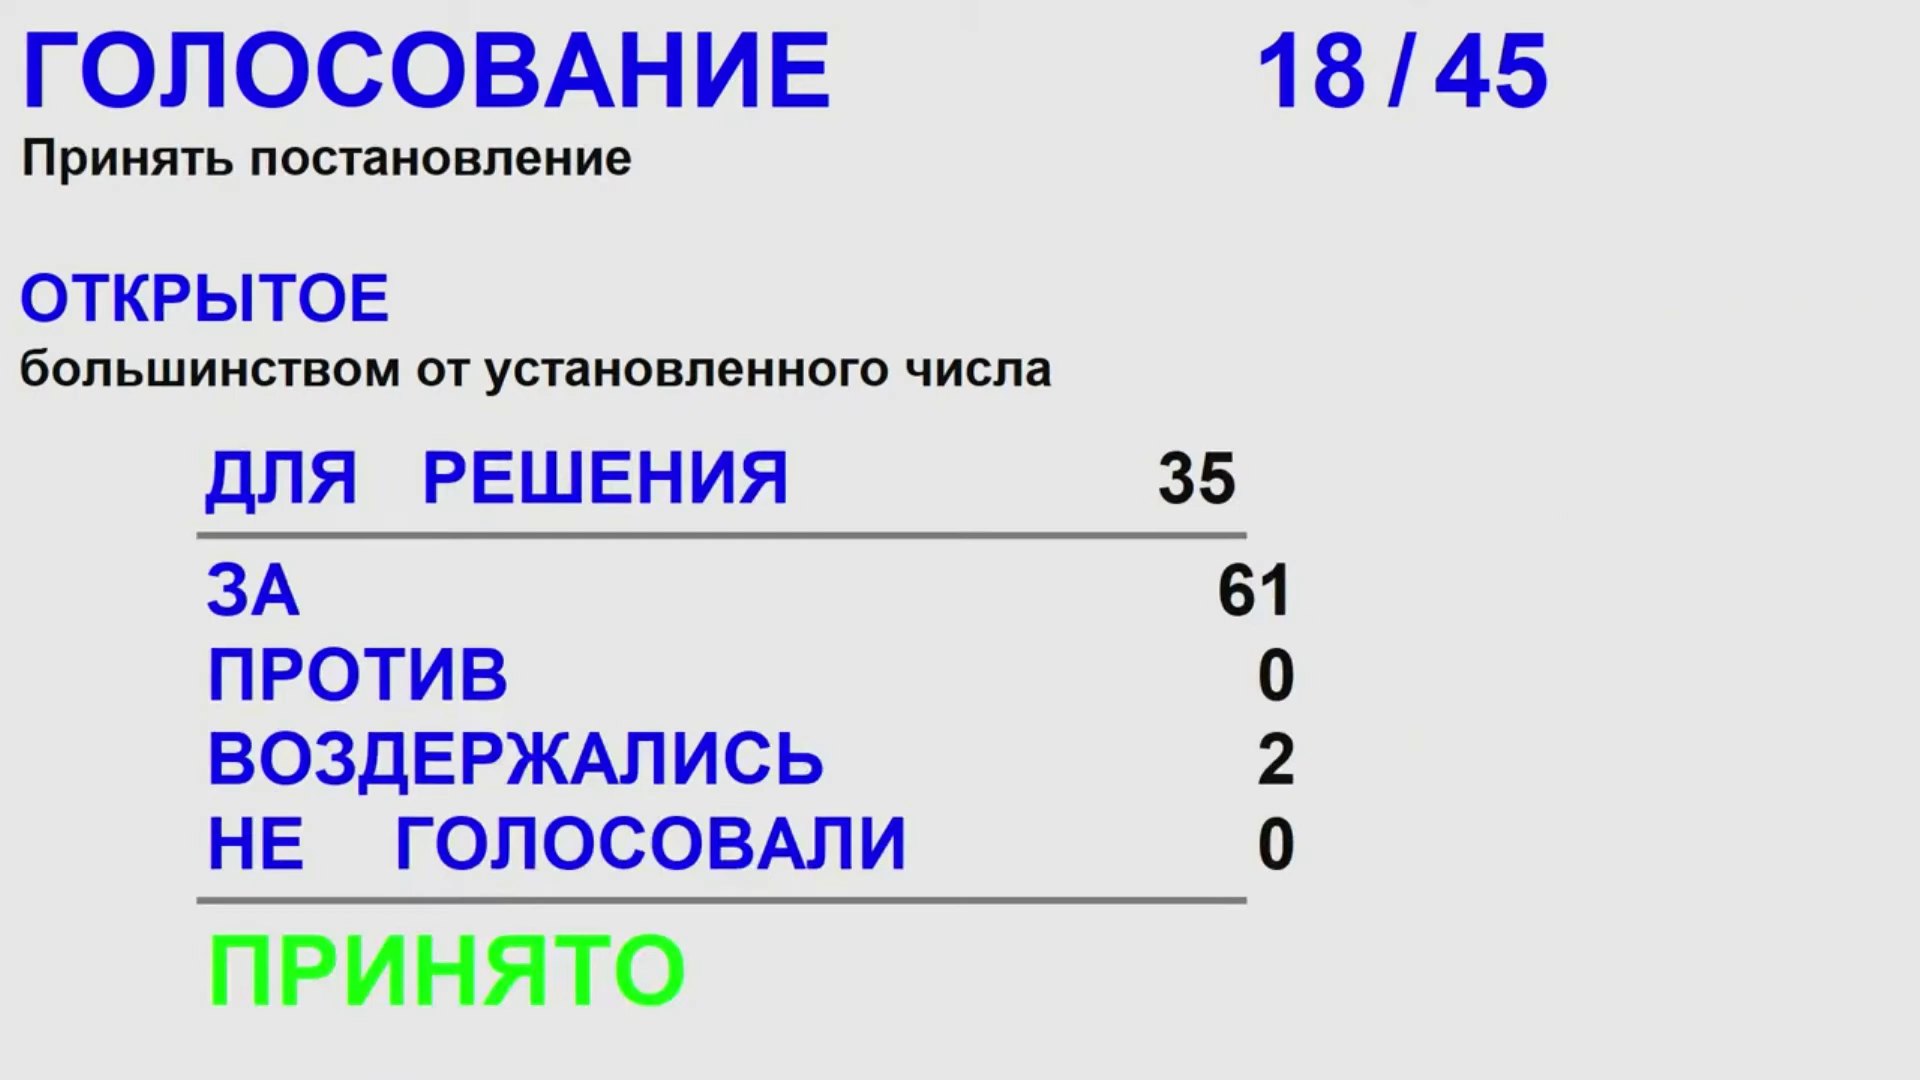 ГОЛОСОВАНИЕ 18 / 45
Принять постановление
ОТКРЫТОЕ
большинством от установленного числа
ДЛЯ РЕШЕНИЯ 35
ЗА 61
ПРОТИВ 0
ВОЗДЕРЖАЛИСЬ 2
НЕ ГОЛОСОВАЛИ 0
ПРИНЯТО